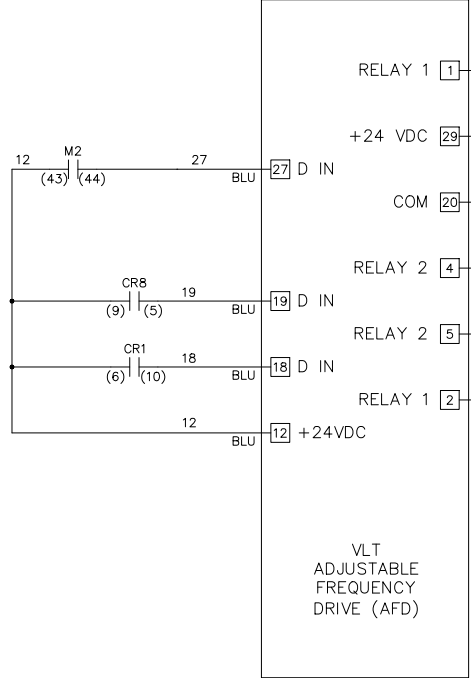 RELAY 1 1
+24 VDC 29
12 M2 27
(43) (44) BLU 27 D IN
COM 20
RELAY 2 4
CR8 19
(9) (5) BLU 19 D IN
RELAY 2 5
CR1 18
(6) (10) BLU 18 D IN
RELAY 1 2
12
BLU 12 +24VDC
VLT
ADJUSTABLE
FREQUENCY
DRIVE (AFD)